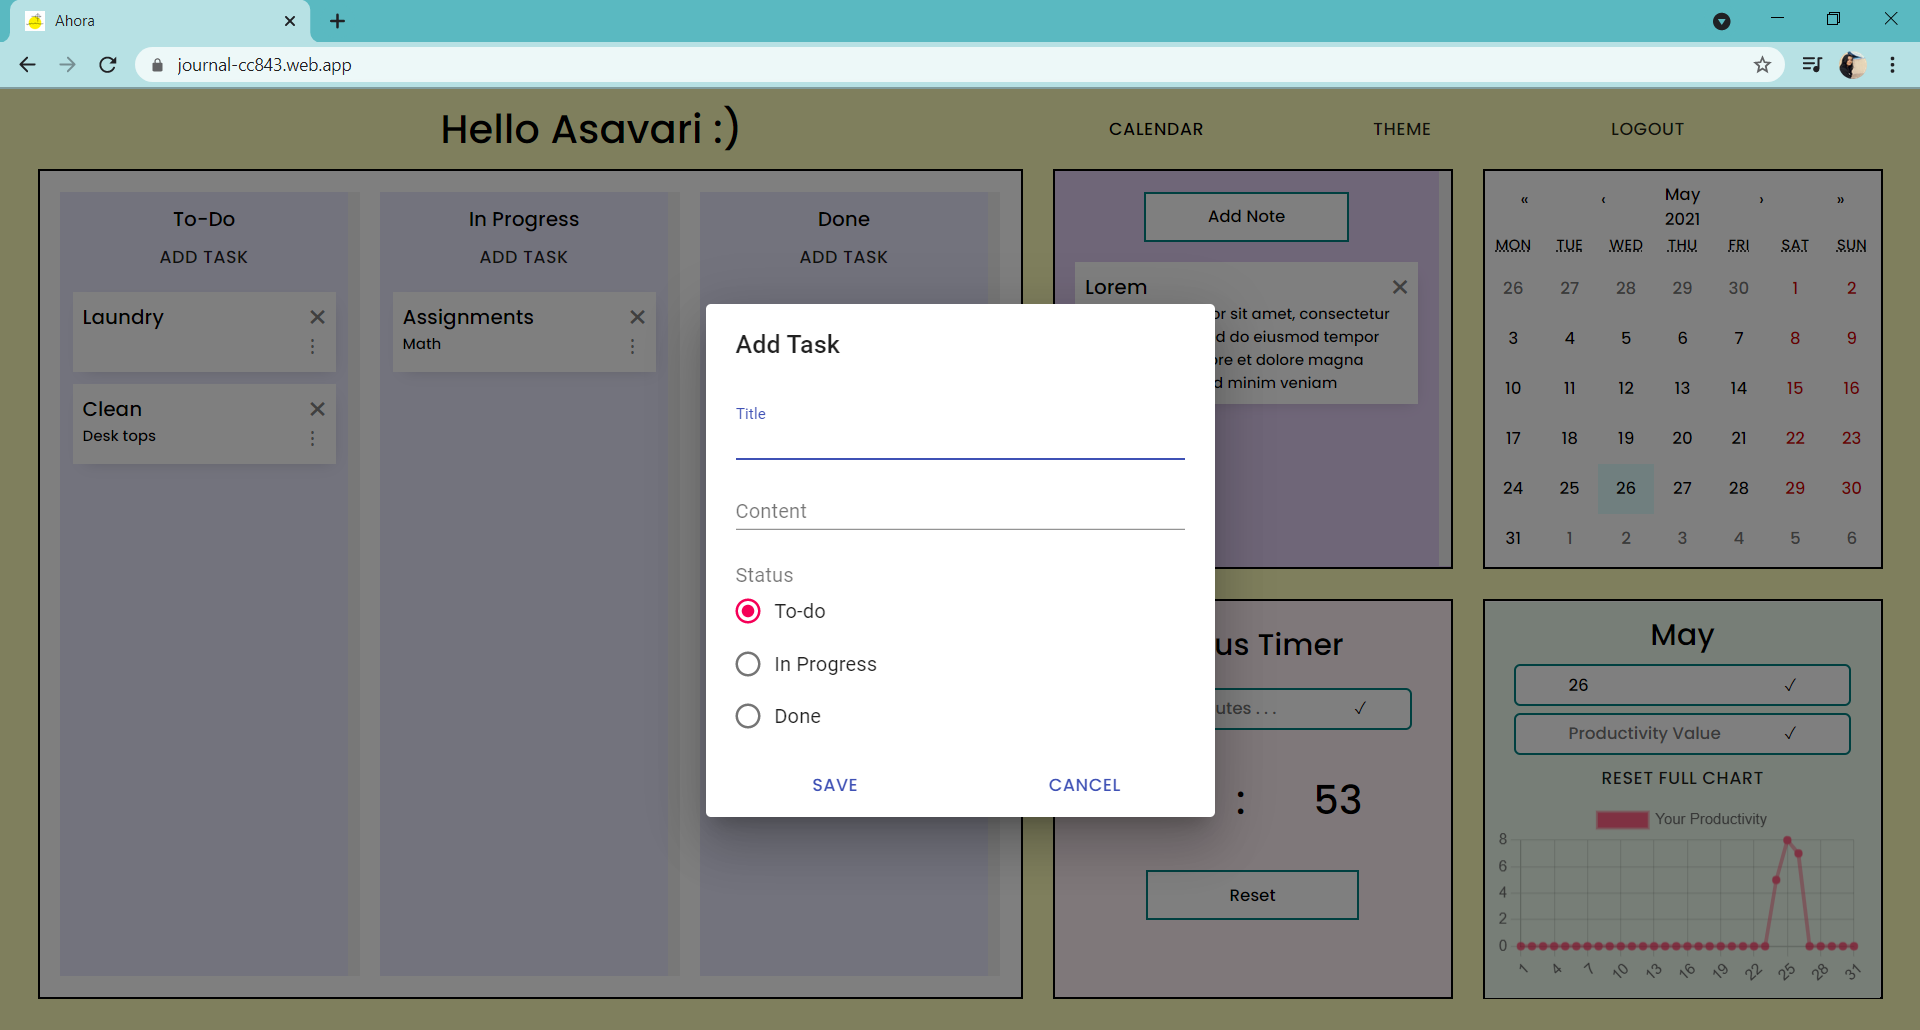 Ahora
journal-cc843.web.app
Hello Asavari :)
CALENDAR
THEME
LOGOUT
To-Do
ADD TASK
Laundry
Clean
Desk tops
In Progress
ADD TASK
Assignments
Math
Done
ADD TASK
Add Note
Lorem
r sit amet, consectetur
d do eiusmod tempor
re et dolore magna
d minim veniam
« ‹ May 2021 › »
MON TUE WED THU FRI SAT SUN
26 27 28 29 30 1 2
3 4 5 6 7 8 9
10 11 12 13 14 15 16
17 18 19 20 21 22 23
24 25 26 27 28 29 30
31 1 2 3 4 5 6
Add Task
Title
Content
Status
To-do
In Progress
Done
SAVE CANCEL
us Timer
utes . . . ✓
: 53
Reset
May
26 ✓
Productivity Value ✓
RESET FULL CHART
Your Productivity
8
6
4
2
0
1 4 7 10 13 16 19 22 25 28 31